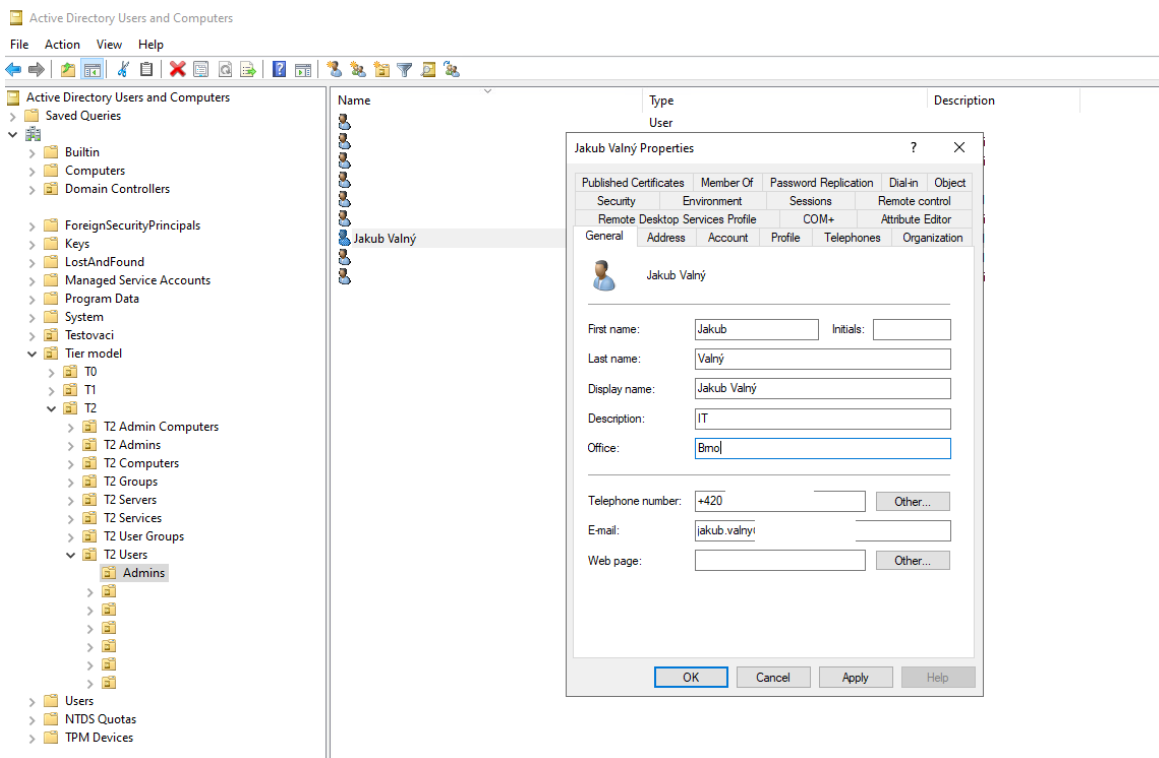 Active Directory Users and Computers
File Action View Help
Active Directory Users and Computers
Saved Queries
Builtin
Computers
Domain Controllers
ForeignSecurityPrincipals
Keys
LostAndFound
Managed Service Accounts
Program Data
System
Testovaci
Tier model
T0
T1
T2
T2 Admin Computers
T2 Admins
T2 Computers
T2 Groups
T2 Servers
T2 Services
T2 User Groups
T2 Users
Admins
Users
NTDS Quotas
TPM Devices
Name Type Description
User
Jakub Valný
Jakub Valný Properties ?
Published Certificates Member Of Password Replication Dial-in Object
Security Environment Sessions Remote control
Remote Desktop Services Profile COM+ Attribute Editor
General Address Account Profile Telephones Organization
Jakub Valný
First name: Jakub Initials:
Last name: Valný
Display name: Jakub Valný
Description: IT
Office: Brno
Telephone number: +420 Other...
E-mail: jakub.valny
Web page: Other...
OK Cancel Apply Help